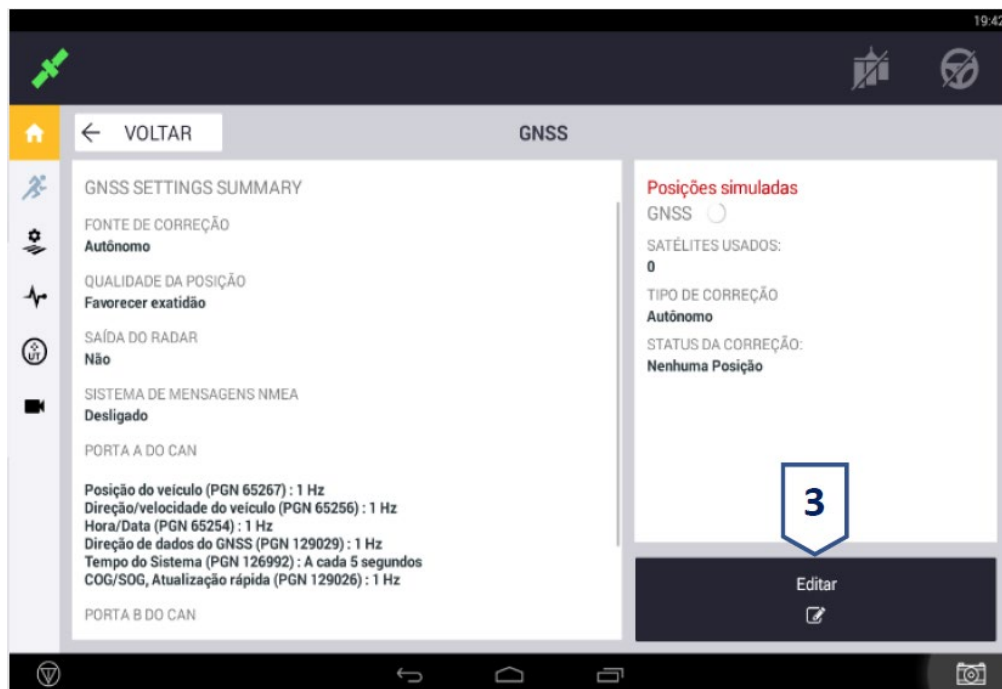 19:42
VOLTAR
GNSS
GNSS SETTINGS SUMMARY
FONTE DE CORREÇÃO
Autônomo
QUALIDADE DA POSIÇÃO
Favorecer exatidão
SAÍDA DO RADAR
Não
SISTEMA DE MENSAGENS NMEA
Desligado
PORTA A DO CAN
Posição do veículo (PGN 65267) : 1 Hz
Direção/velocidade do veículo (PGN 65256) : 1 Hz
Hora/Data (PGN 65254) : 1 Hz
Direção de dados do GNSS (PGN 129029) : 1 Hz
Tempo do Sistema (PGN 126992) : A cada 5 segundos
COG/SOG, Atualização rápida (PGN 129026) : 1 Hz
PORTA B DO CAN
Posições simuladas
GNSS
SATÉLITES USADOS:
0
TIPO DE CORREÇÃO
Autônomo
STATUS DA CORREÇÃO:
Nenhuma Posição
3
Editar
UT